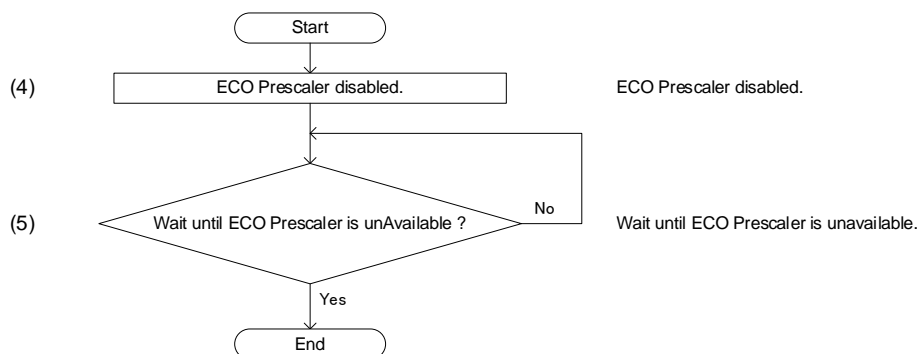 Start
(4)
ECO Prescaler disabled.
ECO Prescaler disabled.
(5)
Wait until ECO Prescaler is unAvailable ?
No
Wait until ECO Prescaler is unavailable.
Yes
End